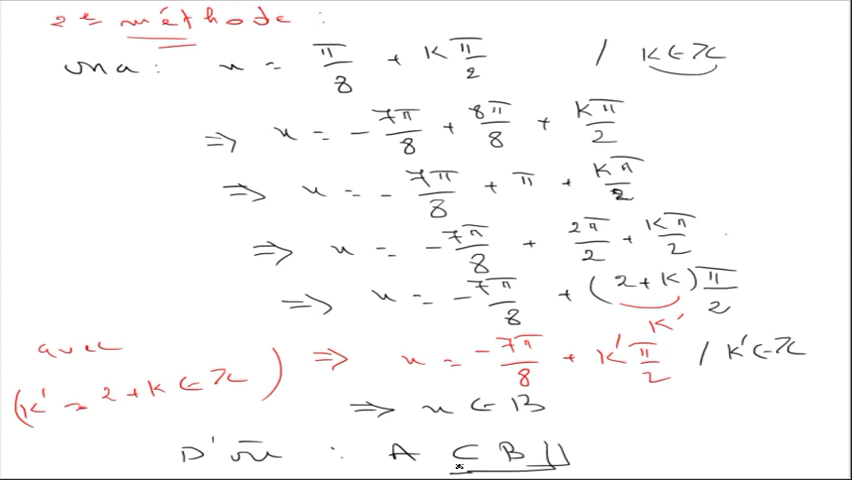 2e méthode :
on a : x = π/8 + kπ/2 / k ∈ ℤ
⇒ x = -7π/8 + 8π/8 + kπ/2
⇒ x = -7π/8 + π + kπ/2
⇒ x = -7π/8 + 2π/2 + kπ/2
⇒ x = -7π/8 + (2+k)π/2
k'
avec ⇒ x = -7π/8 + k'π/2 / k' ∈ ℤ
(k' = 2+k ∈ ℤ)
⇒ x ∈ B
D'où : A ⊂ B